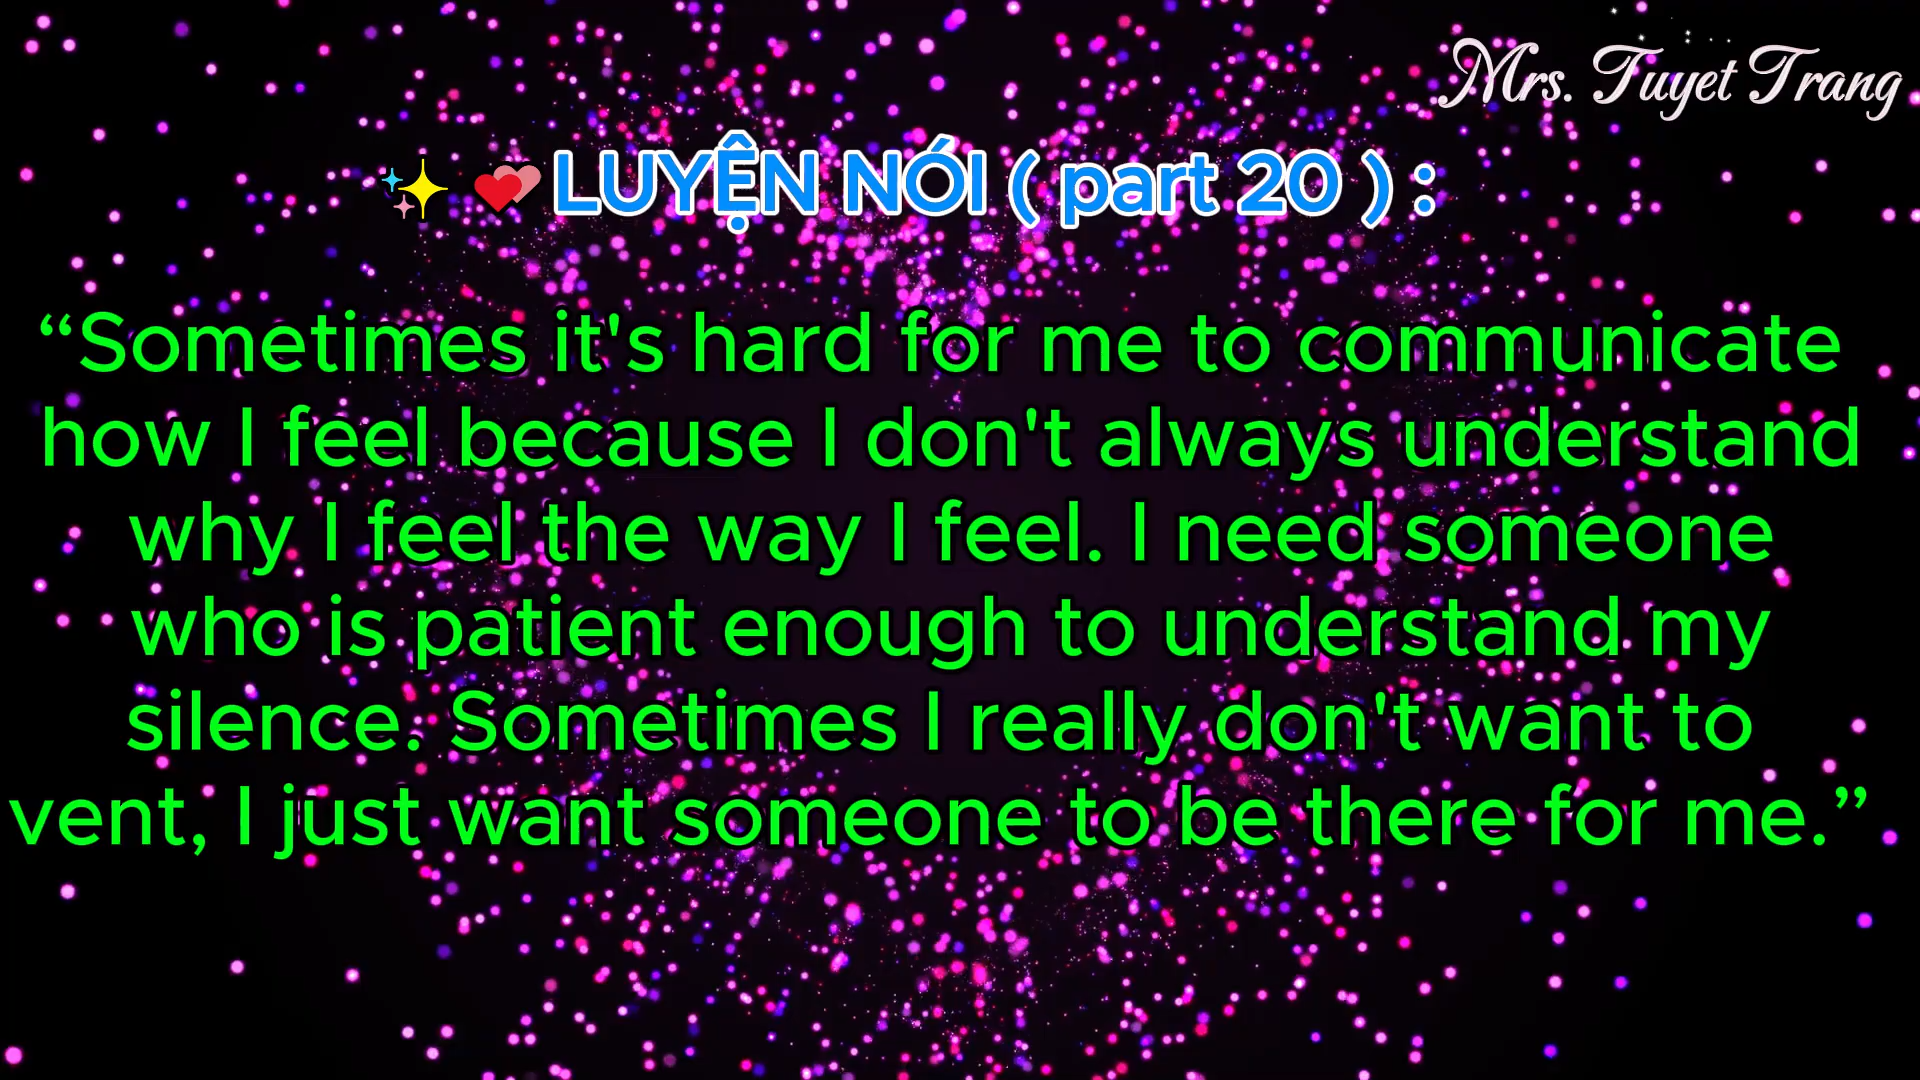 Mrs. Tuyet Trang
✨ 💕 LUYỆN NÓI ( part 20 ) :
“Sometimes it's hard for me to communicate
how I feel because I don't always understand
why I feel the way I feel. I need someone
who is patient enough to understand my
silence. Sometimes I really don't want to
vent, I just want someone to be there for me.”